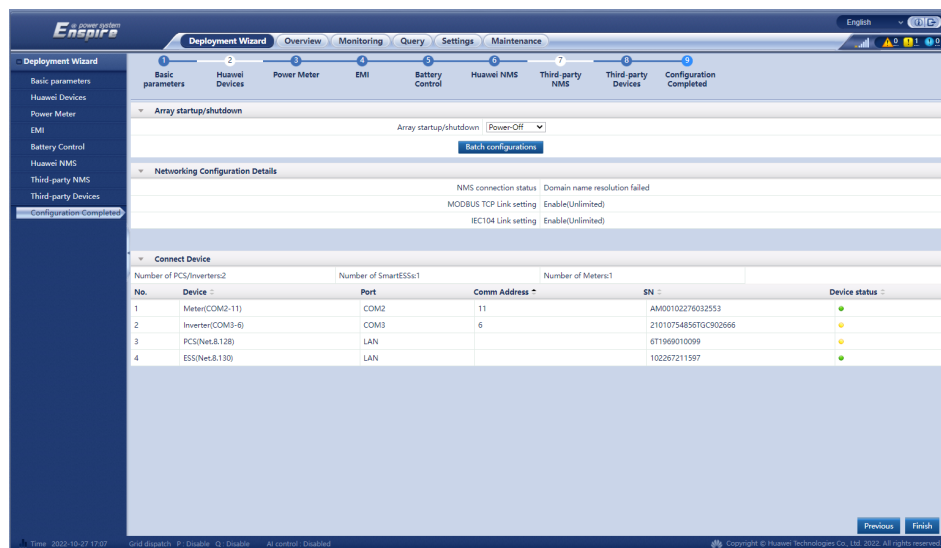 English
e power system
Enspire
Deployment Wizard Overview Monitoring Query Settings Maintenance
0 1 0
Deployment Wizard
Basic parameters
Huawei Devices
Power Meter
EMI
Battery Control
Huawei NMS
Third-party NMS
Third-party Devices
Configuration Completed
1 2 3 4 5 6 7 8 9
Basic parameters
Huawei Devices
Power Meter
EMI
Battery Control
Huawei NMS
Third-party NMS
Third-party Devices
Configuration Completed
Array startup/shutdown
Array startup/shutdown Power-Off
Batch configurations
Networking Configuration Details
NMS connection status Domain name resolution failed
MODBUS TCP Link setting Enable(Unlimited)
IEC104 Link setting Enable(Unlimited)
Connect Device
Number of PCS/Inverters:2 Number of SmartESSs:1 Number of Meters:1
No. Device Port Comm Address SN Device status
1 Meter(COM2-11) COM2 11 AM00102276032553
2 Inverter(COM3-6) COM3 6 21010754856TGC902666
3 PCS(Net.8.128) LAN 6T1969010099
4 ESS(Net.8.130) LAN 102267211597
Previous Finish
Time 2022-10-27 17:07 Grid dispatch P : Disable Q : Disable AI control : Disabled Copyright © Huawei Technologies Co., Ltd. 2022. All rights reserved